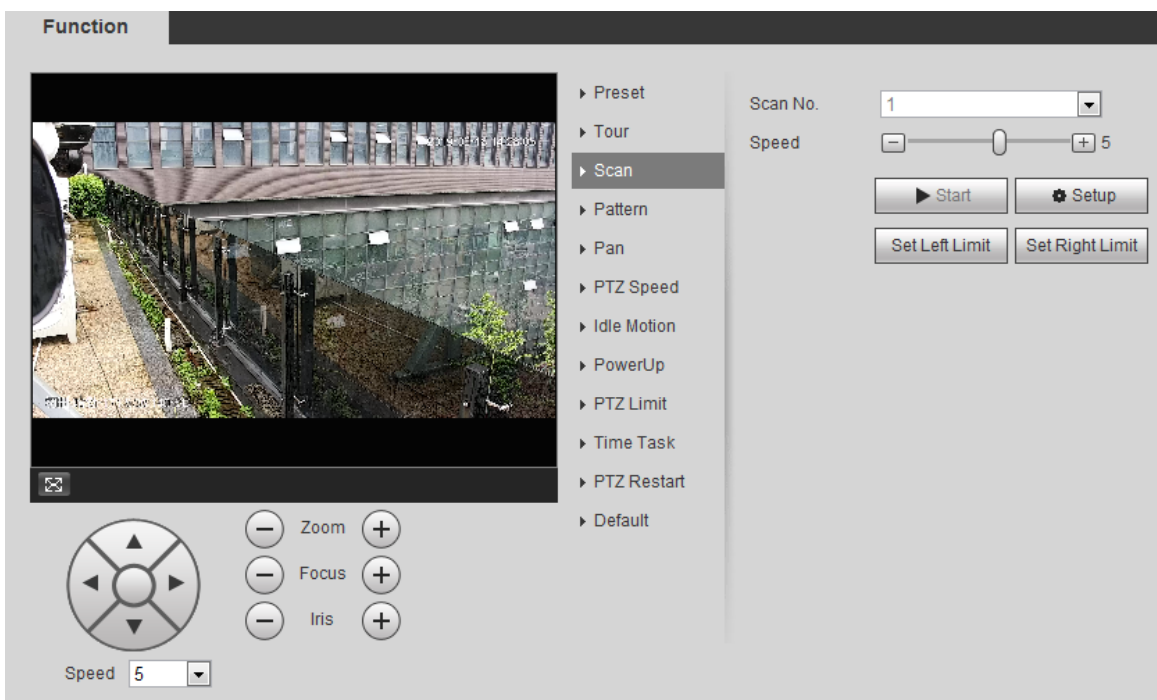 Function
Preset
Tour
Scan
Pattern
Pan
PTZ Speed
Idle Motion
PowerUp
PTZ Limit
Time Task
PTZ Restart
Default
Scan No. 1
Speed 5
Start Setup
Set Left Limit Set Right Limit
Zoom
Focus
Iris
Speed 5